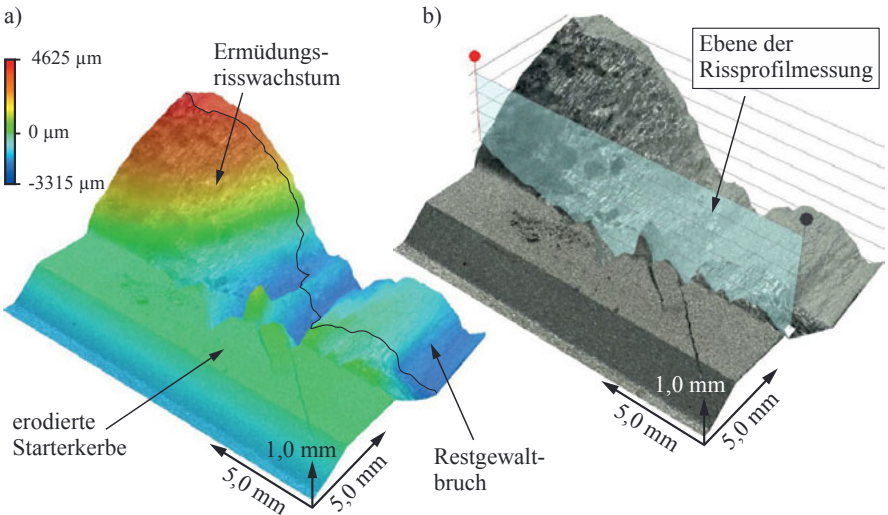 a)
4625 µm
0 µm
-3315 µm
Ermüdungs-
risswachstum
erodierte
Starterkerbe
1,0 mm
5,0 mm
5,0 mm
Restgewalt-
bruch
b)
Ebene der
Rissprofilmessung
1,0 mm
5,0 mm
5,0 mm